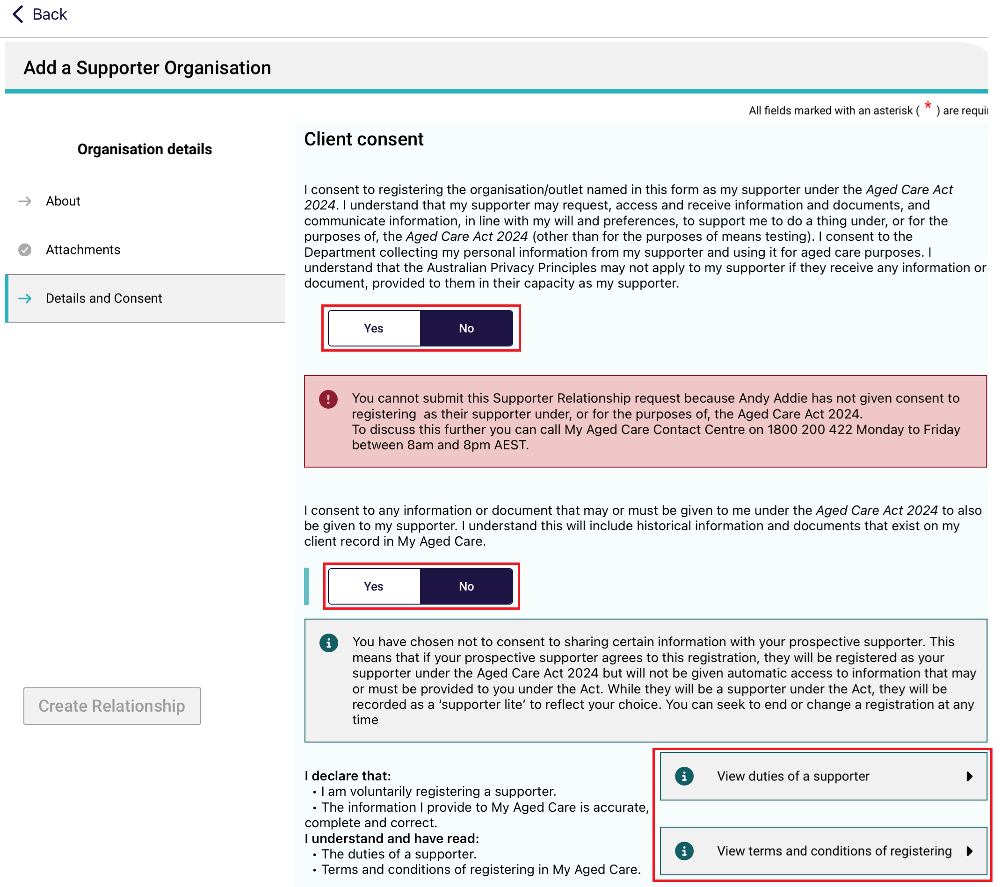 Back
Add a Supporter Organisation
All fields marked with an asterisk ( * ) are requi
Organisation details
About
Attachments
Details and Consent
Create Relationship
Client consent
I consent to registering the organisation/outlet named in this form as my supporter under the Aged Care Act
2024. I understand that my supporter may request, access and receive information and documents, and
communicate information, in line with my will and preferences, to support me to do a thing under, or for the
purposes of, the Aged Care Act 2024 (other than for the purposes of means testing). I consent to the
Department collecting my personal information from my supporter and using it for aged care purposes. I
understand that the Australian Privacy Principles may not apply to my supporter if they receive any information or
document, provided to them in their capacity as my supporter.
Yes No
You cannot submit this Supporter Relationship request because Andy Addie has not given consent to
registering  as their supporter under, or for the purposes of, the Aged Care Act 2024.
To discuss this further you can call My Aged Care Contact Centre on 1800 200 422 Monday to Friday
between 8am and 8pm AEST.
I consent to any information or document that may or must be given to me under the Aged Care Act 2024 to also
be given to my supporter. I understand this will include historical information and documents that exist on my
client record in My Aged Care.
Yes No
You have chosen not to consent to sharing certain information with your prospective supporter. This
means that if your prospective supporter agrees to this registration, they will be registered as your
supporter under the Aged Care Act 2024 but will not be given automatic access to information that may
or must be provided to you under the Act. While they will be a supporter under the Act, they will be
recorded as a ‘supporter lite’ to reflect your choice. You can seek to end or change a registration at any
time
I declare that:
• I am voluntarily registering a supporter.
• The information I provide to My Aged Care is accurate,
complete and correct.
I understand and have read:
• The duties of a supporter.
• Terms and conditions of registering in My Aged Care.
View duties of a supporter
View terms and conditions of registering